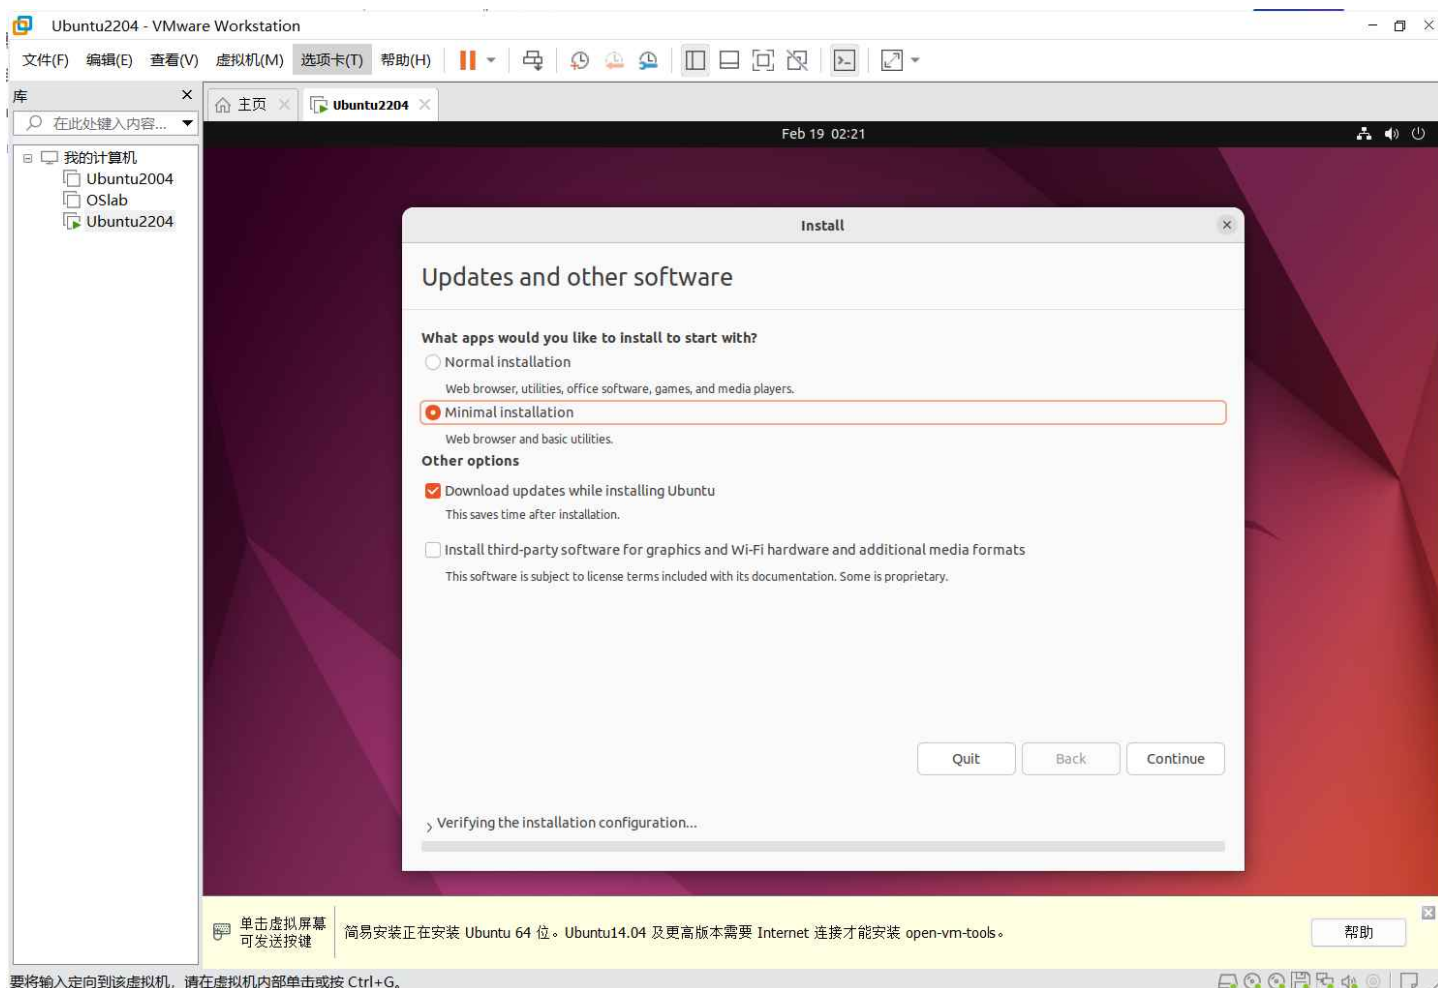 Ubuntu2204 - VMware Workstation
文件(F) 编辑(E) 查看(V) 虚拟机(M) 选项卡(T) 帮助(H)
库
主页
Ubuntu2204
在此处键入内容...
Feb 19 02:21
我的计算机
Ubuntu2004
OSlab
Ubuntu2204
Install
Updates and other software
What apps would you like to install to start with?
Normal installation
Web browser, utilities, office software, games, and media players.
Minimal installation
Web browser and basic utilities.
Other options
Download updates while installing Ubuntu
This saves time after installation.
Install third-party software for graphics and Wi-Fi hardware and additional media formats
This software is subject to license terms included with its documentation. Some is proprietary.
Quit Back Continue
Verifying the installation configuration...
单击虚拟屏幕
可发送按键
简易安装正在安装 Ubuntu 64 位。Ubuntu14.04 及更高版本需要 Internet 连接才能安装 open-vm-tools。
帮助
要将输入定向到该虚拟机，请在虚拟机内部单击或按 Ctrl+G。